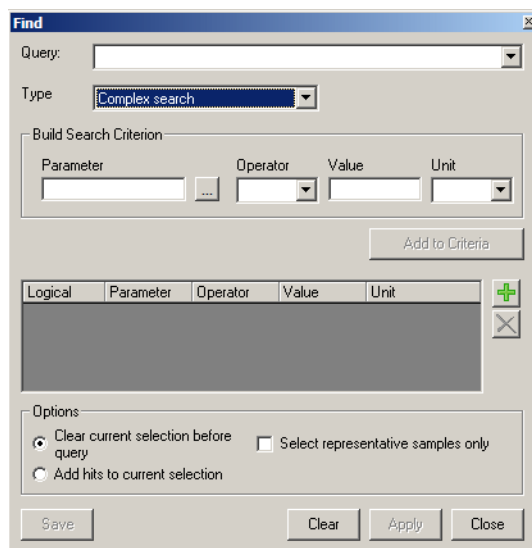 Find
Query:
Type Complex search
Build Search Criterion
Parameter Operator Value Unit
...
Add to Criteria
Logical Parameter Operator Value Unit
Options
Clear current selection before
query
Select representative samples only
Add hits to current selection
Save Clear Apply Close